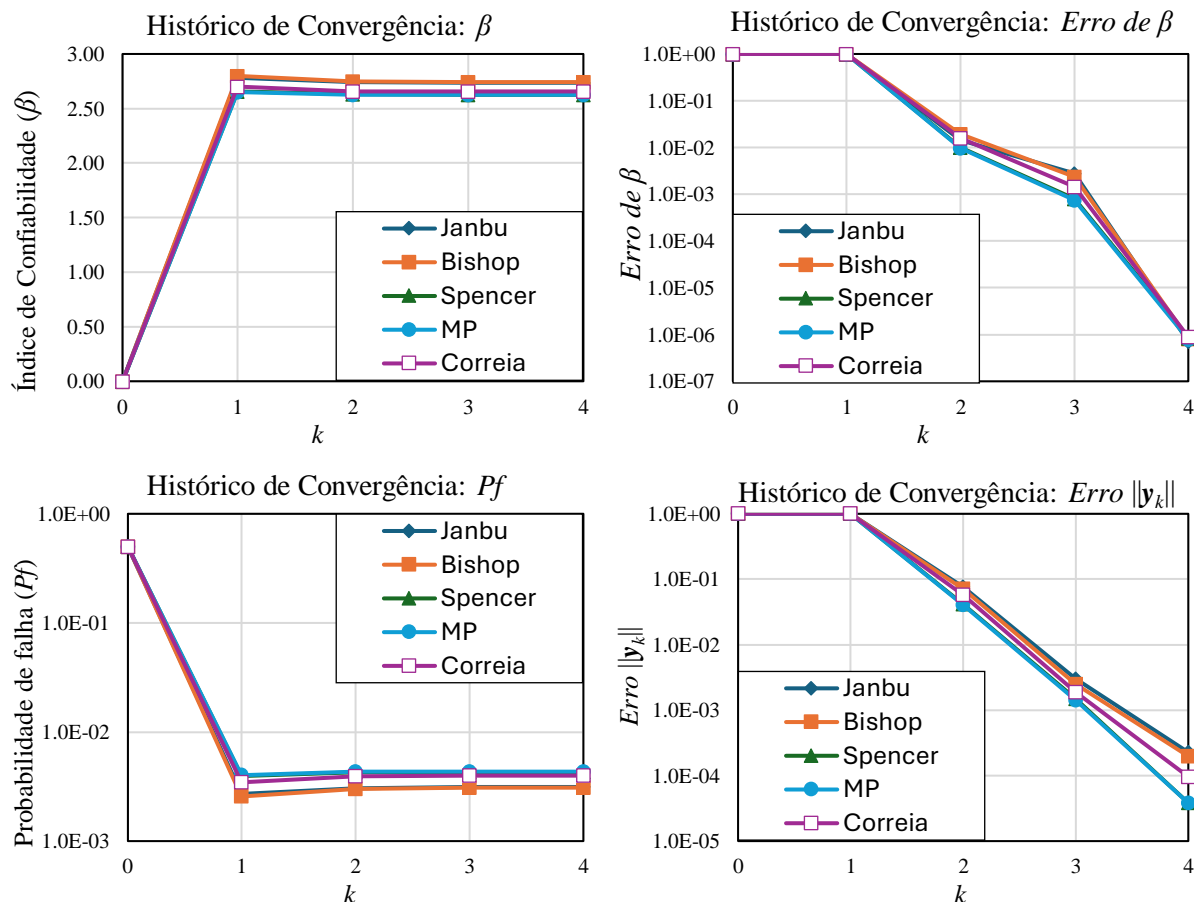 Histórico de Convergência: β
Índice de Confiabilidade (β)
3.00
2.50
2.00
1.50
1.00
0.50
0.00
Janbu
Bishop
Spencer
MP
Correia
0 1 2 3 4
k
Histórico de Convergência: Erro de β
Erro de β
1.0E+00
1.0E-01
1.0E-02
1.0E-03
1.0E-04
1.0E-05
1.0E-06
1.0E-07
Janbu
Bishop
Spencer
MP
Correia
0 1 2 3 4
k
Histórico de Convergência: Pf
Probabilidade de falha (Pf)
1.0E+00
1.0E-01
1.0E-02
1.0E-03
Janbu
Bishop
Spencer
MP
Correia
0 1 2 3 4
k
Histórico de Convergência: Erro ||yₖ||
Erro ||yₖ||
1.0E+00
1.0E-01
1.0E-02
1.0E-03
1.0E-04
1.0E-05
Janbu
Bishop
Spencer
MP
Correia
0 1 2 3 4
k